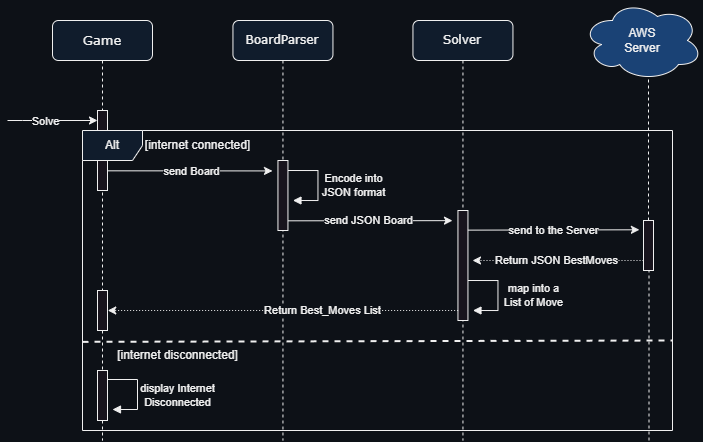 Game
BoardParser
Solver
AWS
Server
Solve
Alt
[internet connected]
send Board
Encode into
JSON format
send JSON Board
send to the Server
Return JSON BestMoves
map into a
List of Move
Return Best_Moves List
[internet disconnected]
display Internet
Disconnected